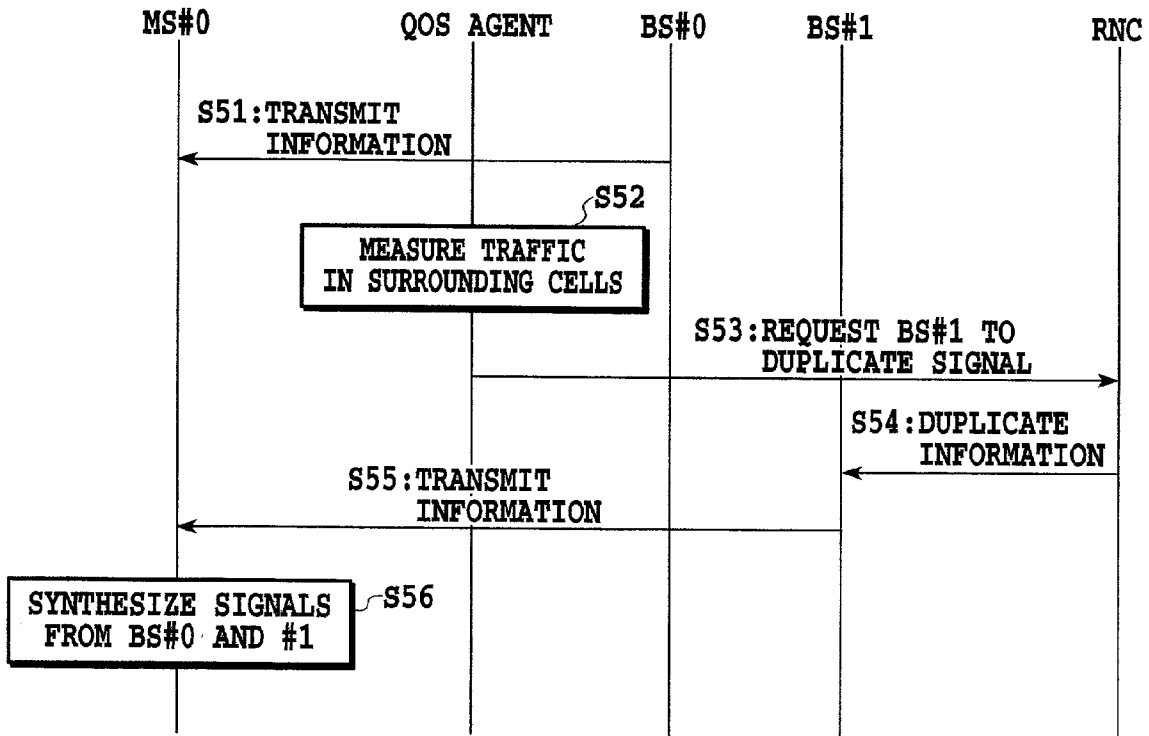 MS#0 QOS AGENT BS#0 BS#1 RNC
S51:TRANSMIT
INFORMATION
S52
MEASURE TRAFFIC
IN SURROUNDING CELLS
S53:REQUEST BS#1 TO
DUPLICATE SIGNAL
S54:DUPLICATE
INFORMATION
S55:TRANSMIT
INFORMATION
S56
SYNTHESIZE SIGNALS
FROM BS#0 AND #1